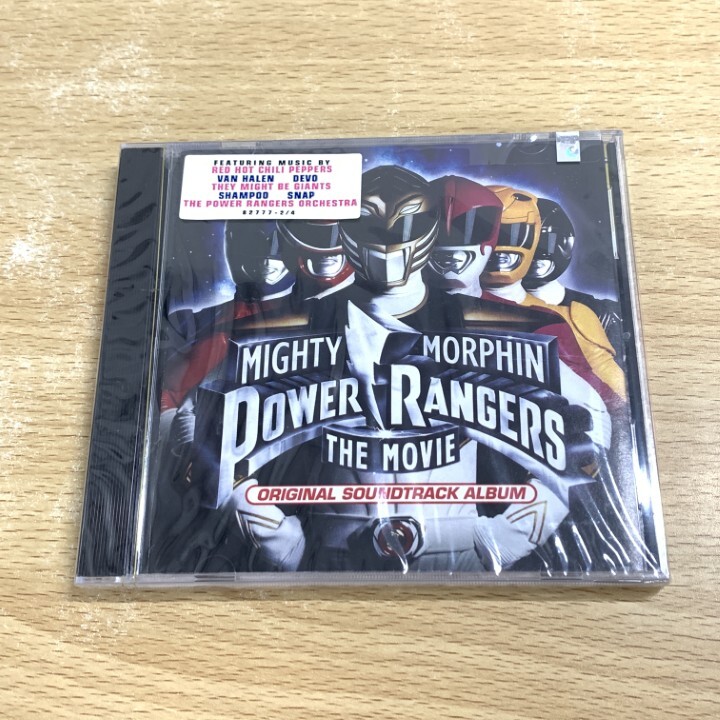 FEATURING MUSIC BY
RED HOT CHILI PEPPERS
VAN HALEN DEVO
THEY MIGHT BE GIANTS
SHAMPOO SNAP
THE POWER RANGERS ORCHESTRA
62777-2/4
MIGHTY MORPHIN
POWER RANGERS
THE MOVIE
ORIGINAL SOUNDTRACK ALBUM